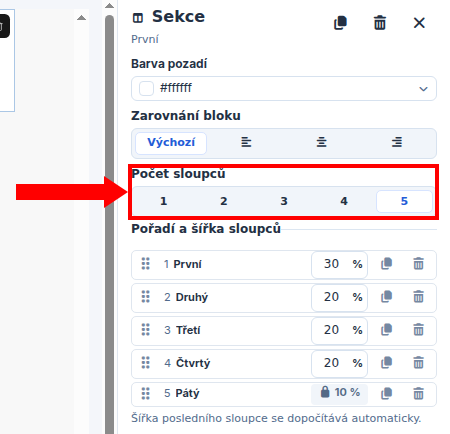 Sekce
První
Barva pozadí
#ffffff
Zarovnání bloku
Výchozí
Počet sloupců
1 2 3 4 5
Pořadí a šířka sloupců
1 První 30 %
2 Druhý 20 %
3 Třetí 20 %
4 Čtvrtý 20 %
5 Pátý 10 %
Šířka posledního sloupce se dopočítává automaticky.